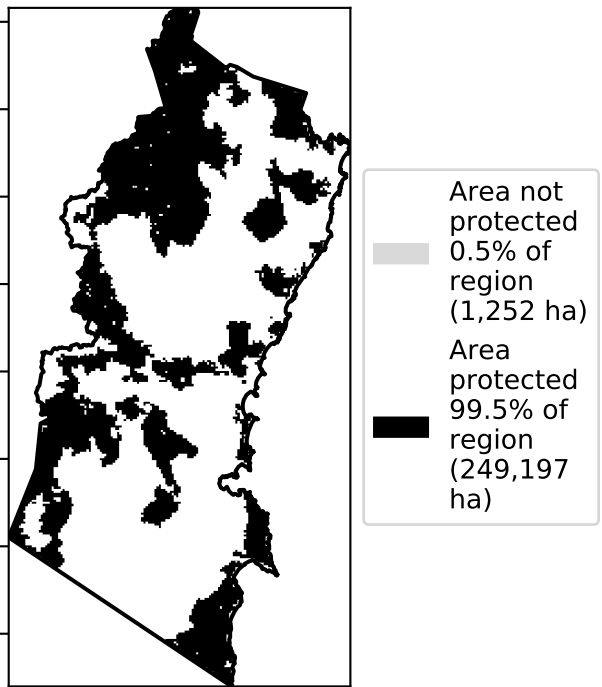 Area not
protected
0.5% of
region
(1,252 ha)
Area
protected
99.5% of
region
(249,197
ha)